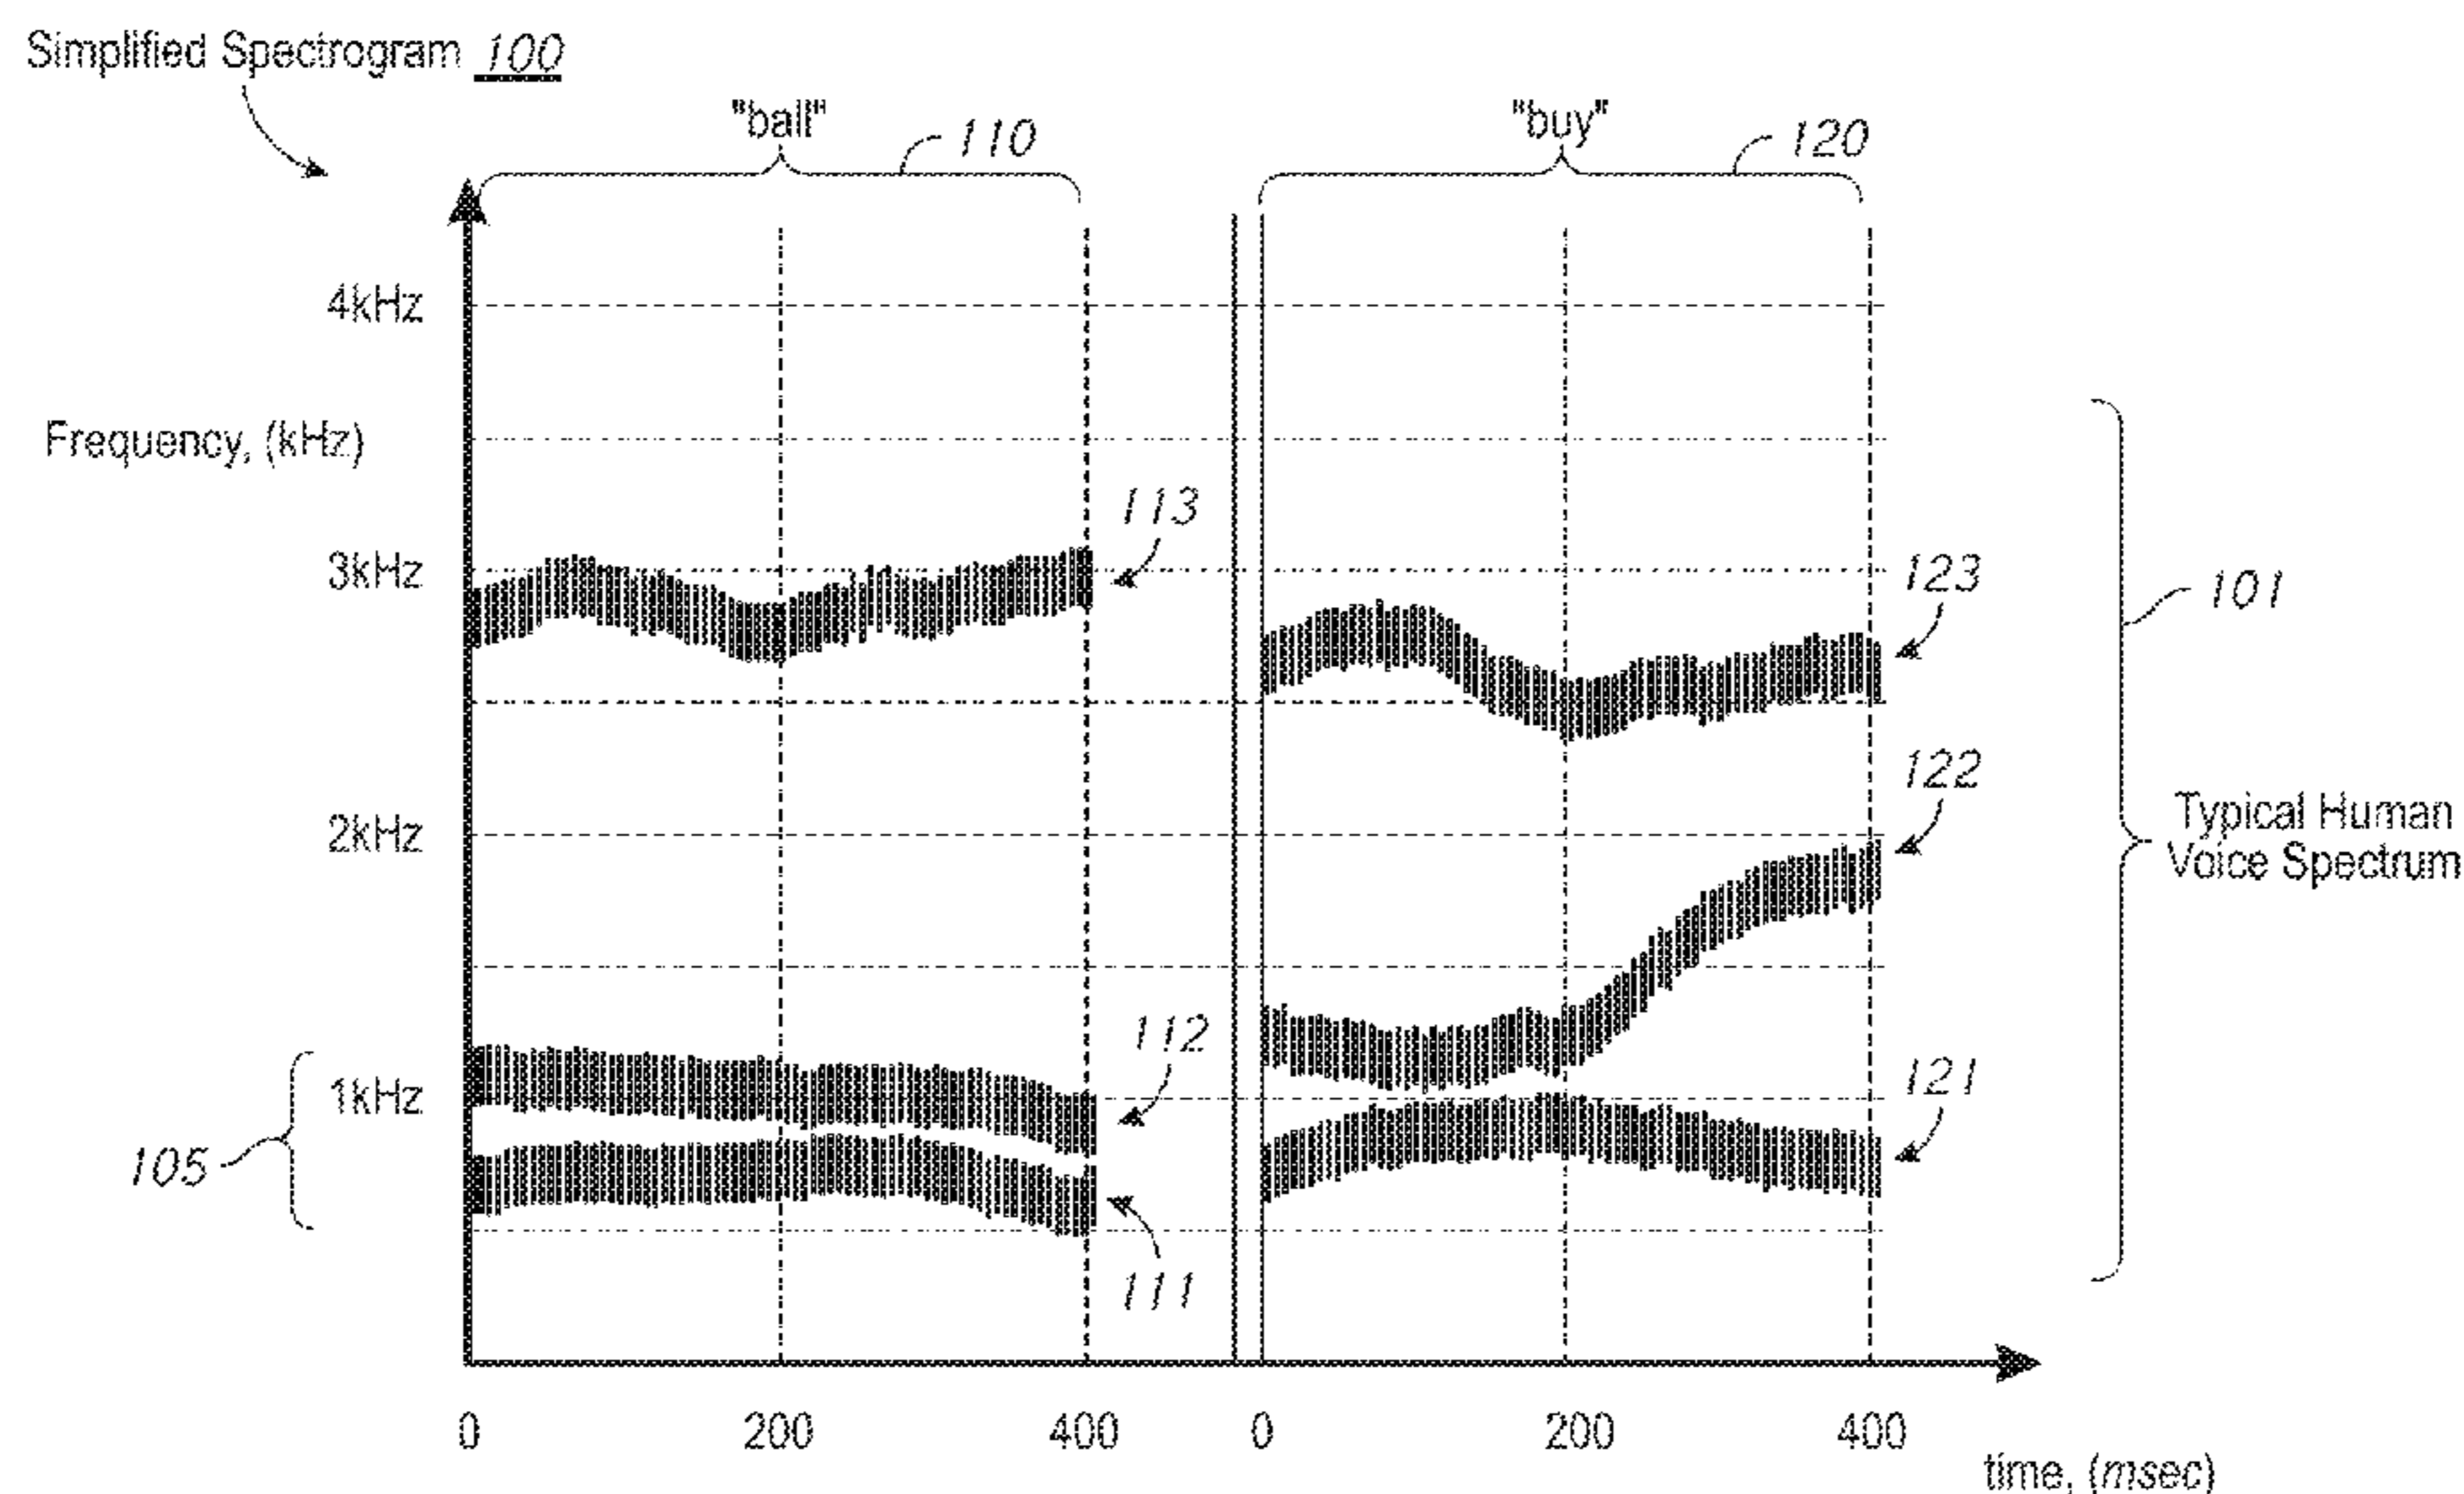 Simplified Spectrogram 100
"ball"
110
"buy"
120
4kHz
Frequency, (kHz)
113
3kHz
123
101
122
2kHz
Typical Human
Voice Spectrum
112
1kHz
121
105
111
0
200
400
0
200
400
time, (msec)